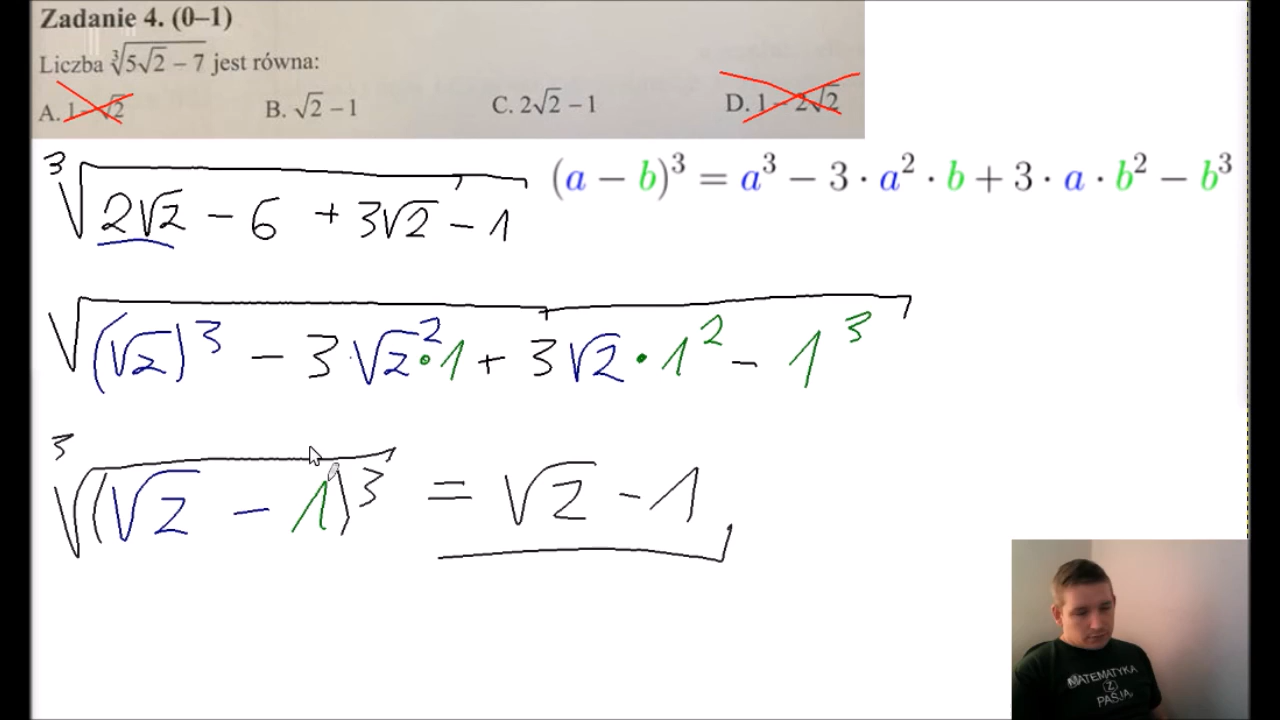 Zadanie 4. (0–1)
Liczba ∛(5√2 – 7) jest równa:
A. 1 – √2 B. √2 – 1 C. 2√2 – 1 D. 1 – 2√2
(a − b)³ = a³ − 3 · a² · b + 3 · a · b² − b³
∛(2√2 − 6 + 3√2 − 1)
√((√2)³ − 3 · √2² · 1 + 3√2 · 1² − 1³)
∛((√2 − 1)³) = √2 − 1
MATEMATYKA
Z
PASJĄ